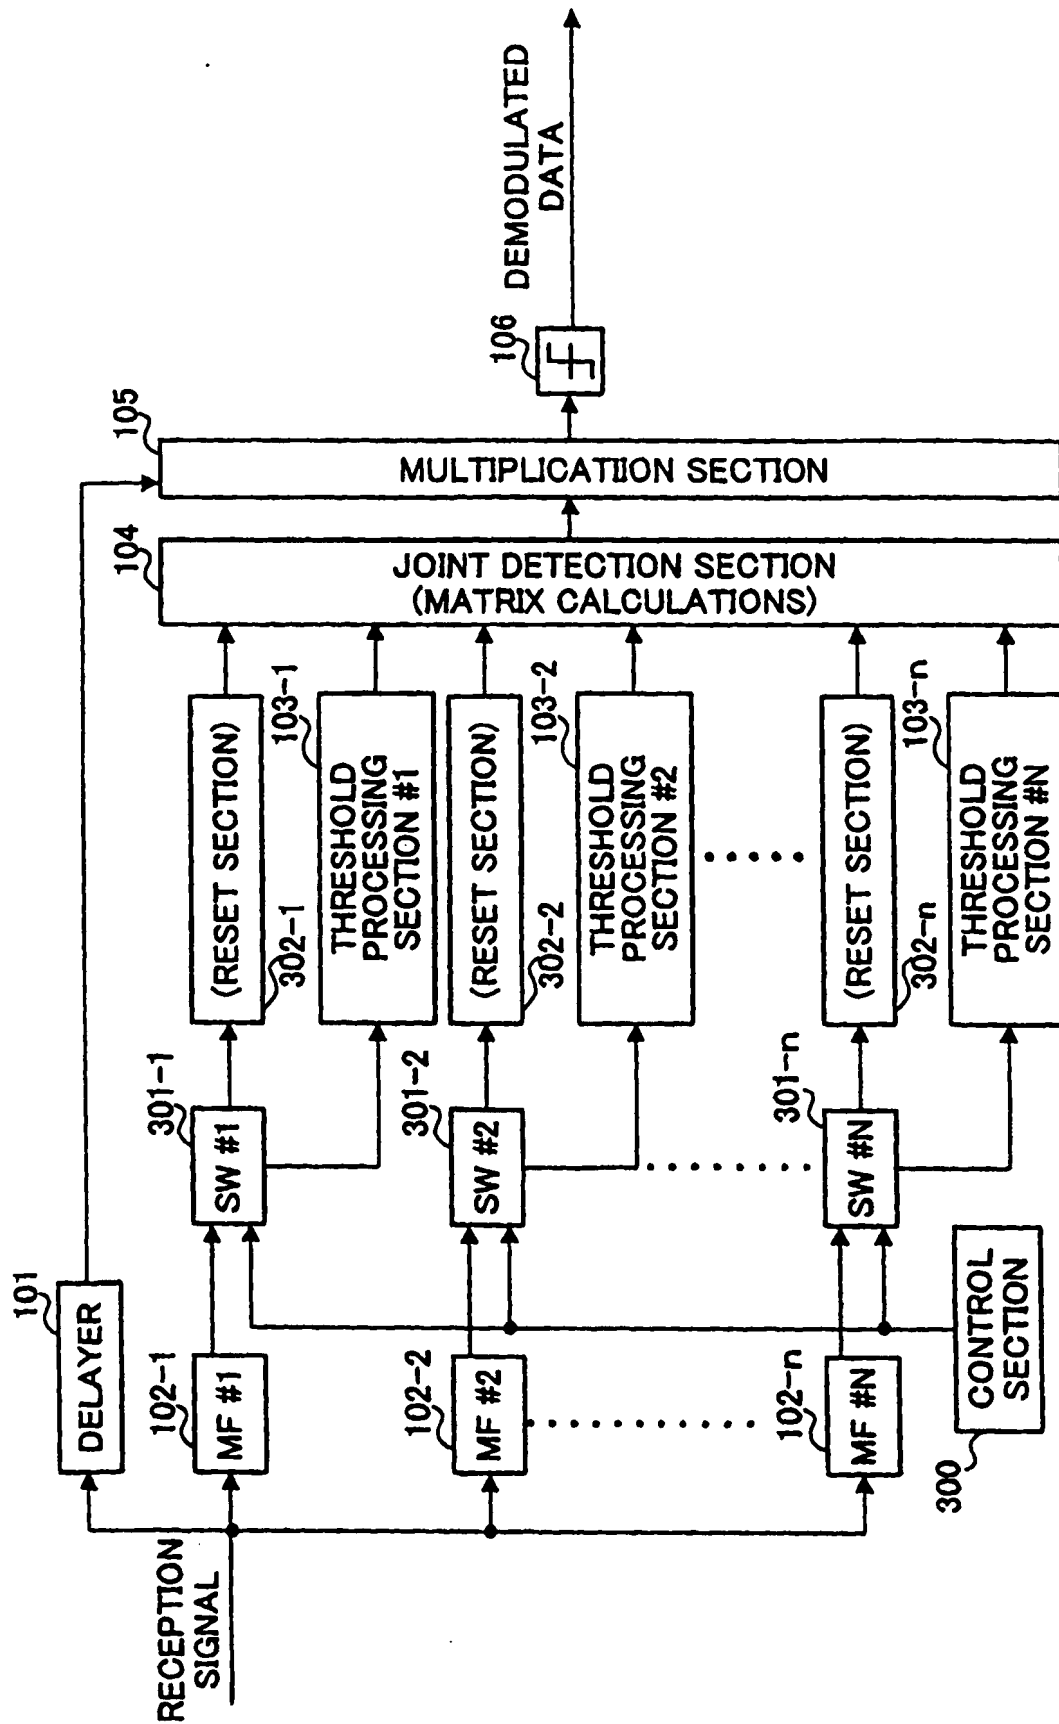 RECEPTION
SIGNAL
101
DELAYER
102-1
MF #1
102-2
MF #2
102-n
MF #N
300
CONTROL
SECTION
301-1
SW #1
301-2
SW #2
301-n
SW #N
302-1
(RESET SECTION)
103-1
THRESHOLD
PROCESSING
SECTION #1
302-2
(RESET SECTION)
103-2
THRESHOLD
PROCESSING
SECTION #2
302-n
(RESET SECTION)
103-n
THRESHOLD
PROCESSING
SECTION #N
104
JOINT DETECTION SECTION
(MATRIX CALCULATIONS)
105
MULTIPLICATIION SECTION
106
DEMODULATED
DATA